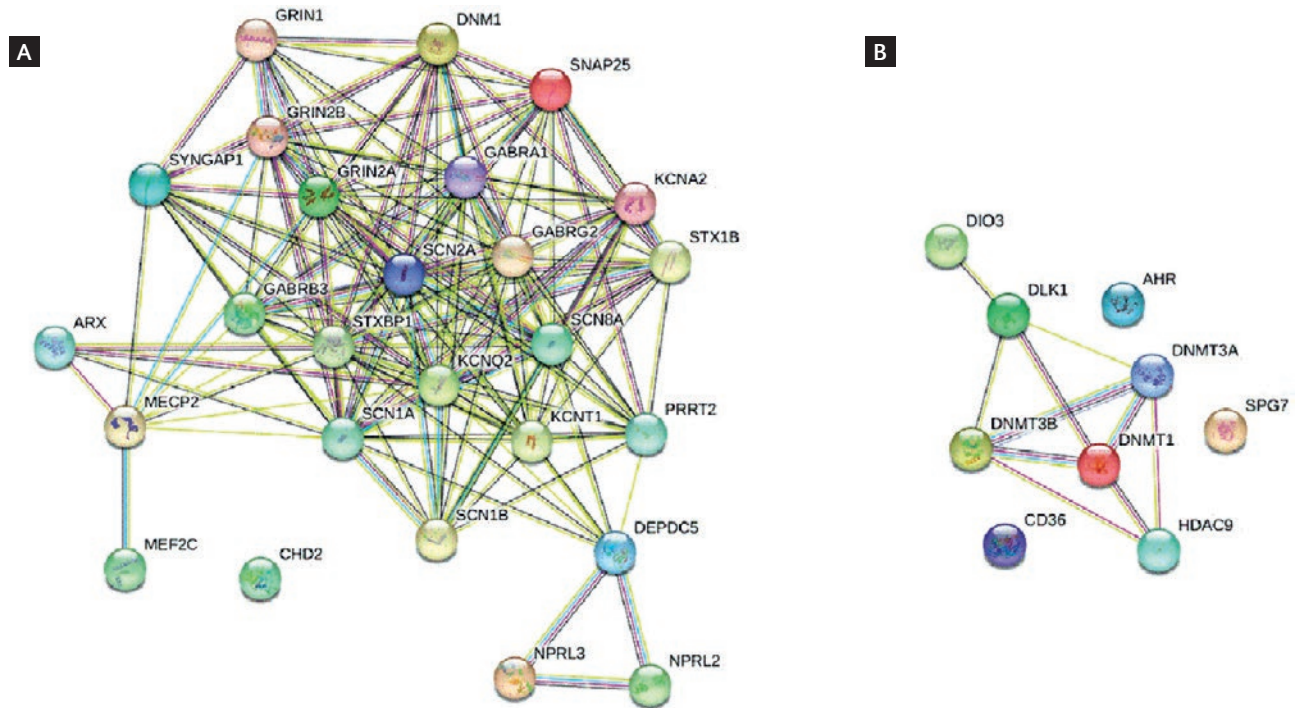 A
GRIN1
DNM1
SNAP25
GRIN2B
SYNGAP1
GRIN2A
GABRA1
KCNA2
SCN2A
GABRG2
STX1B
GABRB3
ARX
STXBP1
SCN8A
KCNQ2
MECP2
SCN1A
KCNT1
PRRT2
SCN1B
DEPDC5
MEF2C
CHD2
NPRL3
NPRL2
B
DIO3
AHR
DLK1
DNMT3A
SPG7
DNMT3B
DNMT1
CD36
HDAC9